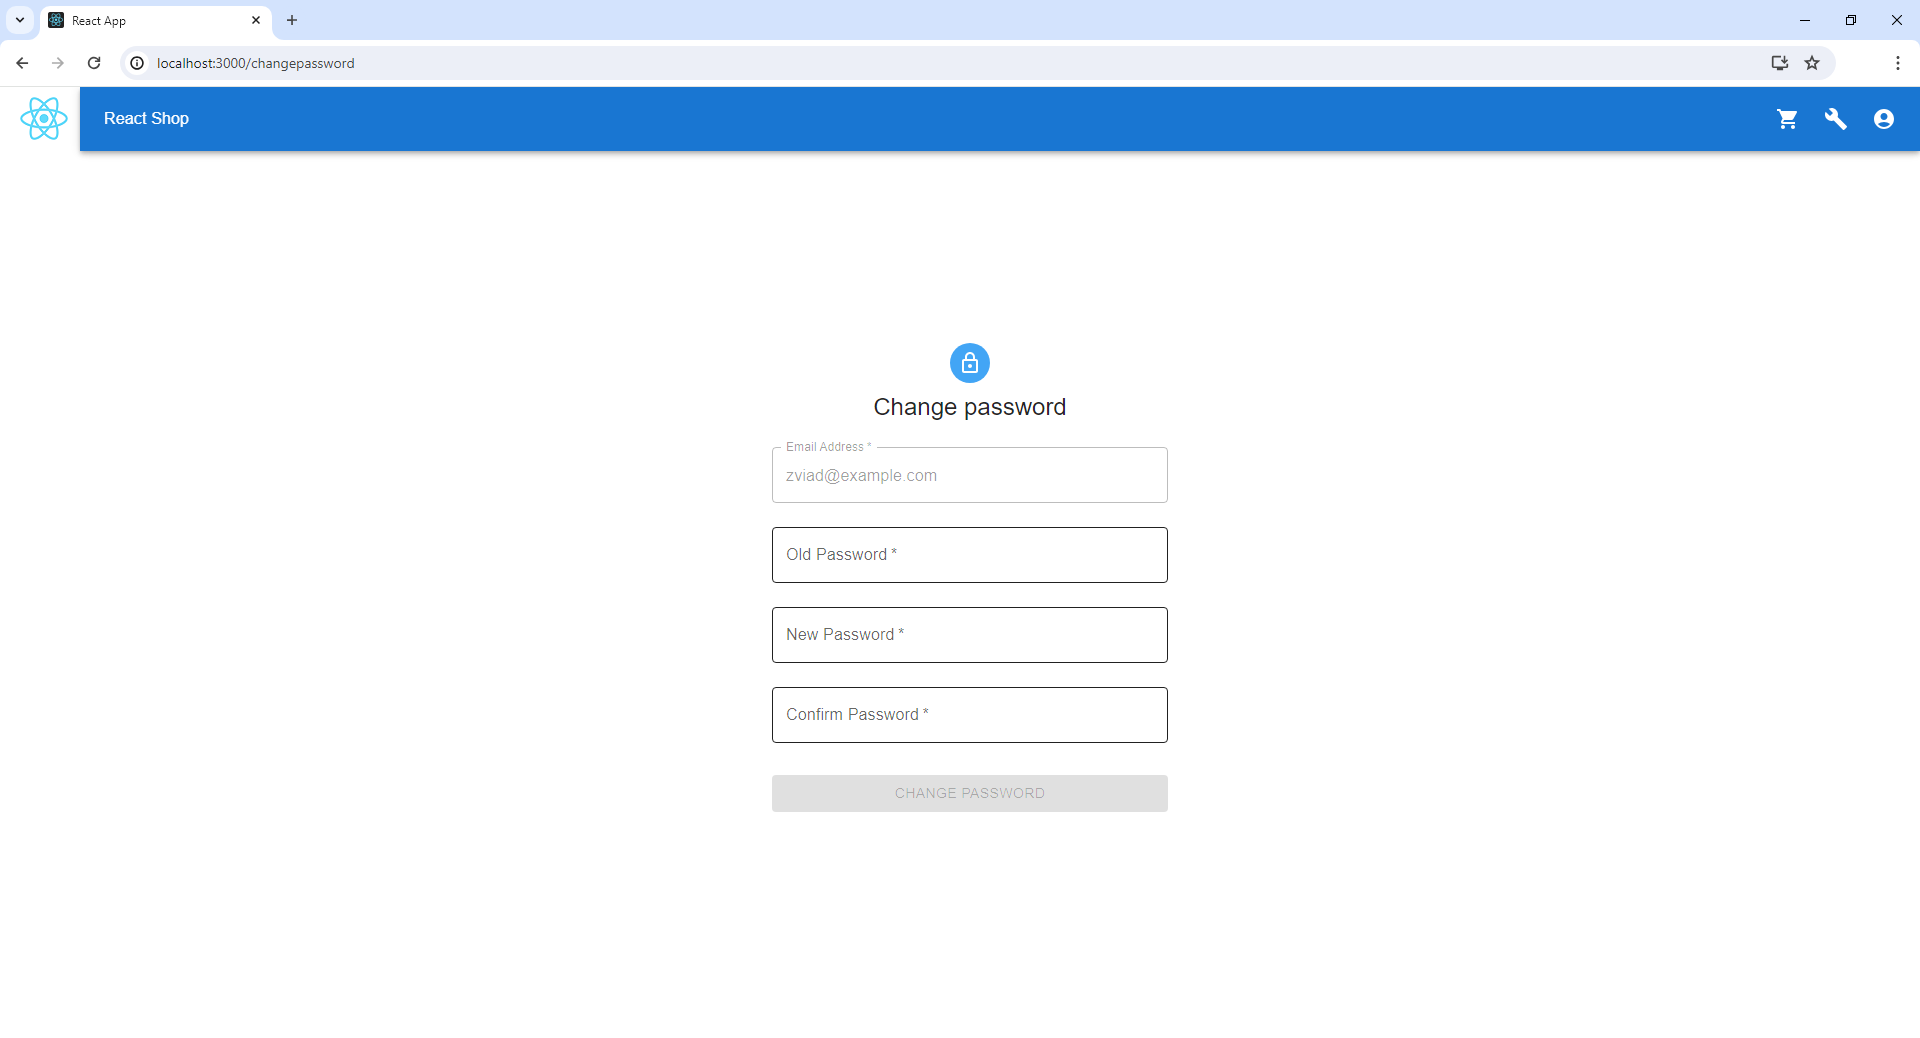 React App
localhost:3000/changepassword
React Shop
Change password
Email Address *
zviad@example.com
Old Password *
New Password *
Confirm Password *
CHANGE PASSWORD